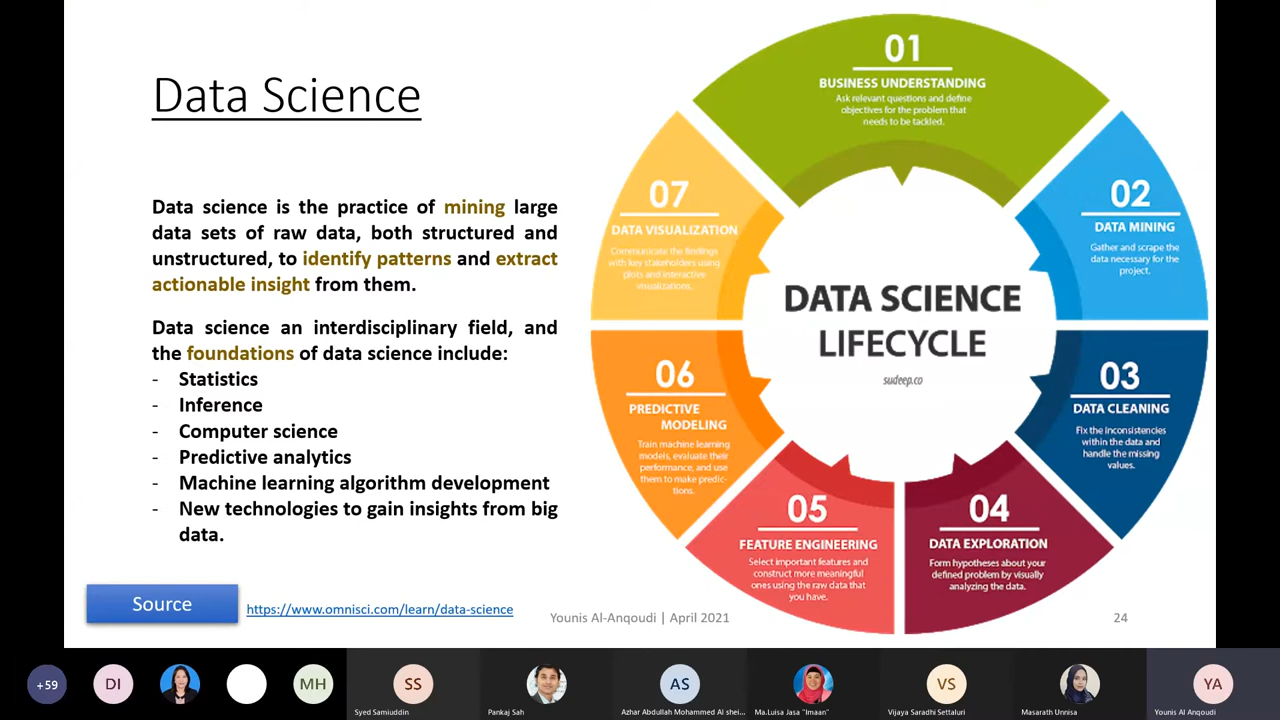 Data Science
Data science is the practice of mining large
data sets of raw data, both structured and
unstructured, to identify patterns and extract
actionable insight from them.
Data science an interdisciplinary field, and
the foundations of data science include:
- Statistics
- Inference
- Computer science
- Predictive analytics
- Machine learning algorithm development
- New technologies to gain insights from big
data.
Source
https://www.omnisci.com/learn/data-science
Younis Al-Anqoudi | April 2021
24
DATA SCIENCE
LIFECYCLE
sudeep.co
01
BUSINESS UNDERSTANDING
Ask relevant questions and define
objectives for the problem that
needs to be tackled.
02
DATA MINING
Gather and scrape the
data necessary for the
project.
03
DATA CLEANING
Fix the inconsistencies
within the data and
handle the missing
values.
04
DATA EXPLORATION
Form hypotheses about your
defined problem by visually
analyzing the data.
05
FEATURE ENGINEERING
Select important features and
construct more meaningful
ones using the raw data that
you have.
06
PREDICTIVE
MODELING
Train machine learning
models, evaluate their
performance, and use
them to make predic-
tions.
07
DATA VISUALIZATION
Communicate the findings
with key stakeholders using
plots and interactive
visualizations.
+59
DI
MH
SS
Syed Samiuddin
Pankaj Sah
AS
Azhar Abdullah Mohammed Al shei...
Ma.Luisa Jasa "Imaan"
VS
Vijaya Saradhi Settaluri
Masarath Unnisa
YA
Younis Al Anqoudi